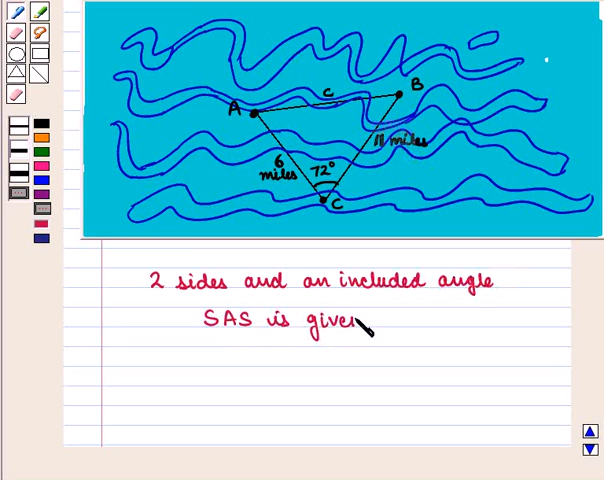 c
B
A
11 miles
6
miles
72°
C
2 sides and an included angle
SAS is given